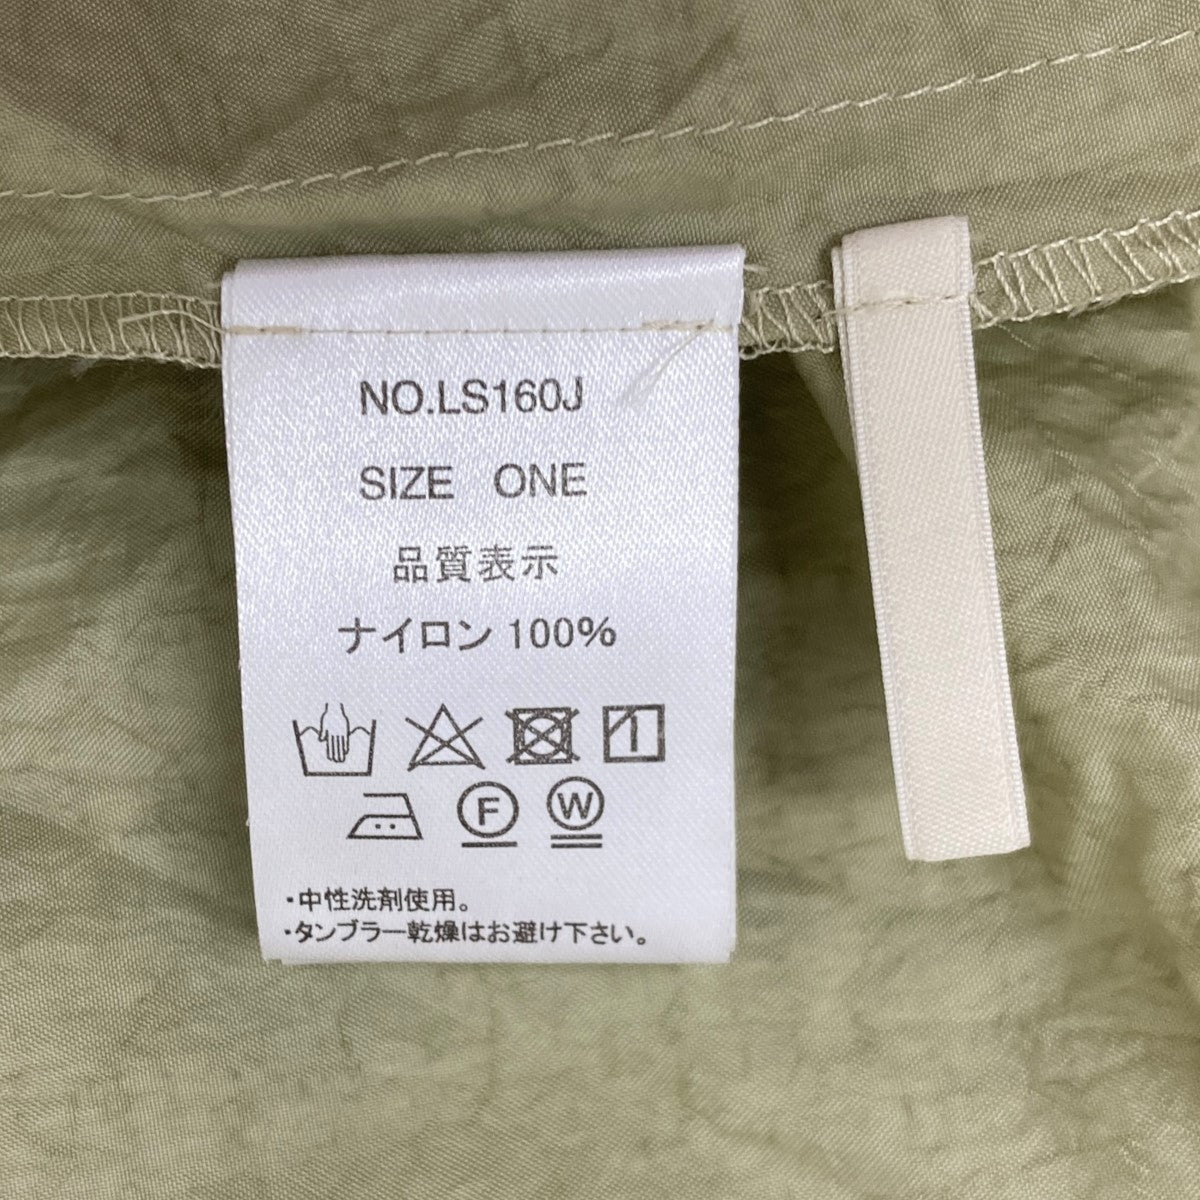 NO.LS160J
SIZE ONE
品質表示
ナイロン 100%
F W
・中性洗剤使用。
・タンブラー乾燥はお避け下さい。